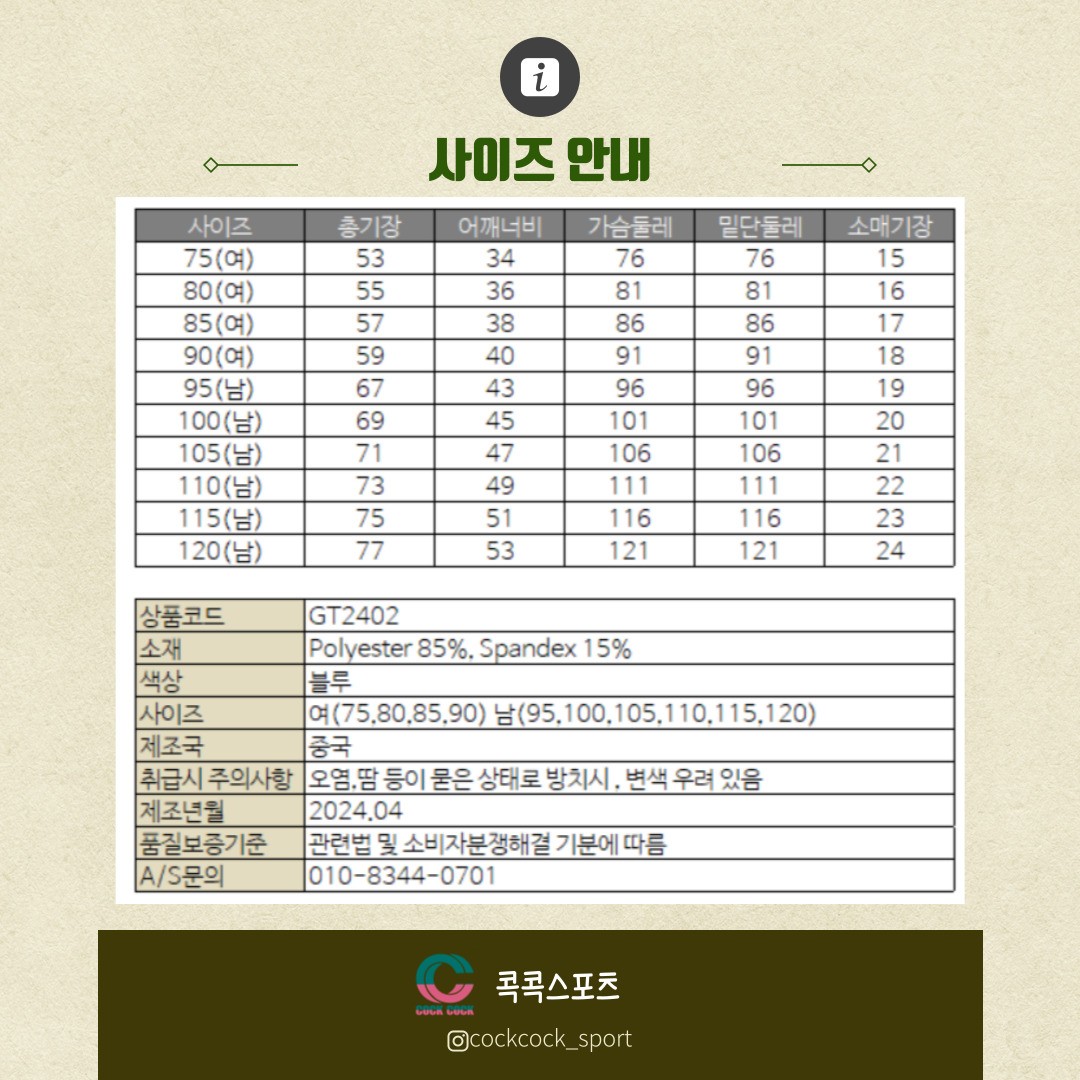 i
사이즈 안내
사이즈 총기장 어깨너비 가슴둘레 밑단둘레 소매기장
75(여) 53 34 76 76 15
80(여) 55 36 81 81 16
85(여) 57 38 86 86 17
90(여) 59 40 91 91 18
95(남) 67 43 96 96 19
100(남) 69 45 101 101 20
105(남) 71 47 106 106 21
110(남) 73 49 111 111 22
115(남) 75 51 116 116 23
120(남) 77 53 121 121 24
상품코드 GT2402
소재 Polyester 85%, Spandex 15%
색상 블루
사이즈 여(75,80,85,90) 남(95,100,105,110,115,120)
제조국 중국
취급시 주의사항 오염,땀 등이 묻은 상태로 방치시 , 변색 우려 있음
제조년월 2024.04
품질보증기준 관련법 및 소비자분쟁해결 기분에 따름
A/S문의 010-8344-0701
COCK COCK
콕콕스포츠
cockcock_sport